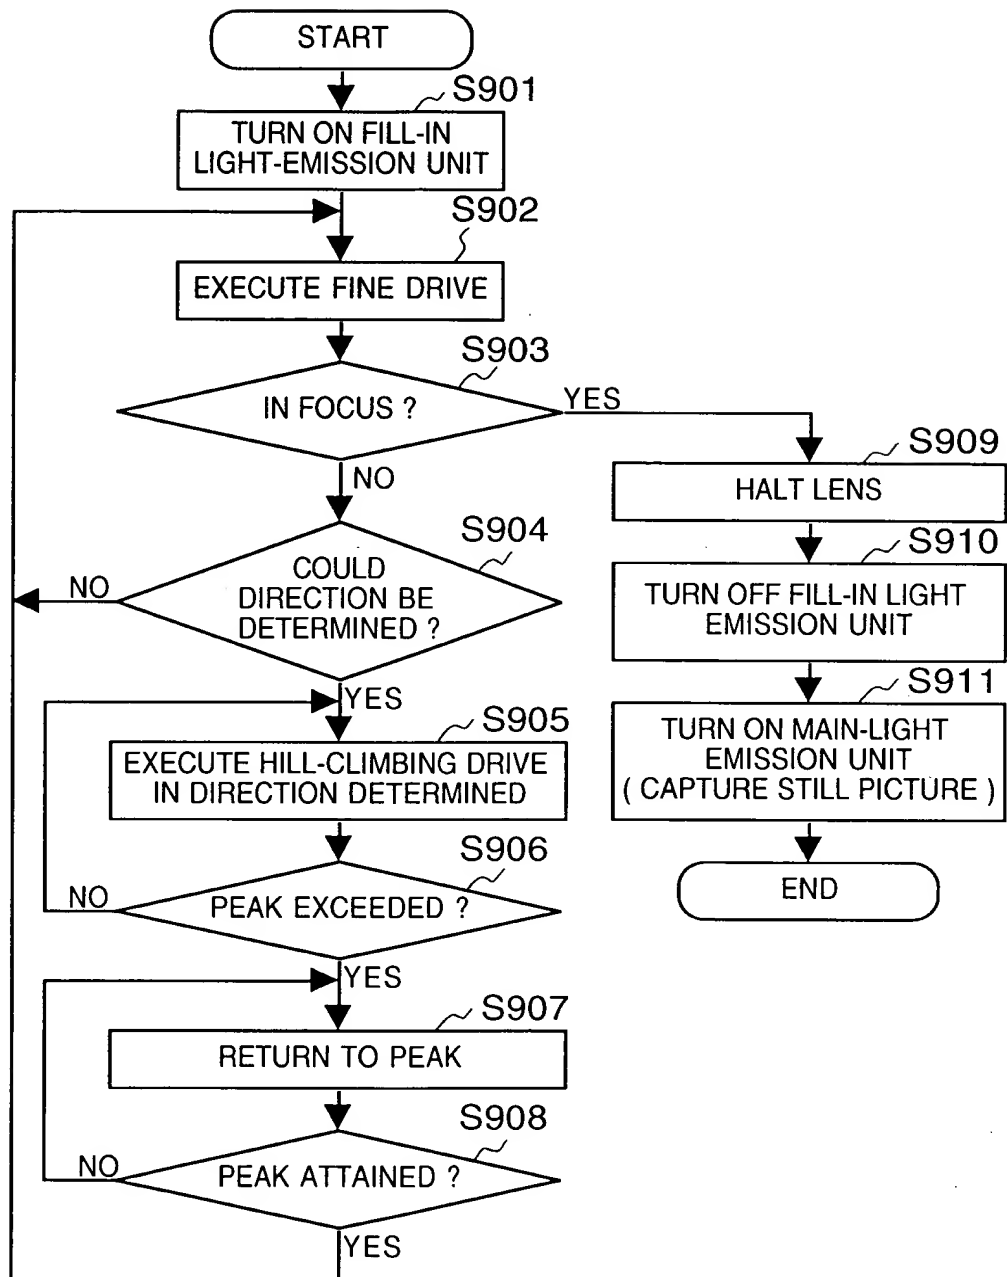 START
S901
TURN ON FILL-IN
LIGHT-EMISSION UNIT
S902
EXECUTE FINE DRIVE
S903
IN FOCUS ?
YES
NO
S904
COULD
DIRECTION BE
DETERMINED ?
NO
YES
S905
EXECUTE HILL-CLIMBING DRIVE
IN DIRECTION DETERMINED
S906
PEAK EXCEEDED ?
NO
YES
S907
RETURN TO PEAK
S908
PEAK ATTAINED ?
NO
YES
S909
HALT LENS
S910
TURN OFF FILL-IN LIGHT
EMISSION UNIT
S911
TURN ON MAIN-LIGHT
EMISSION UNIT
( CAPTURE STILL PICTURE )
END